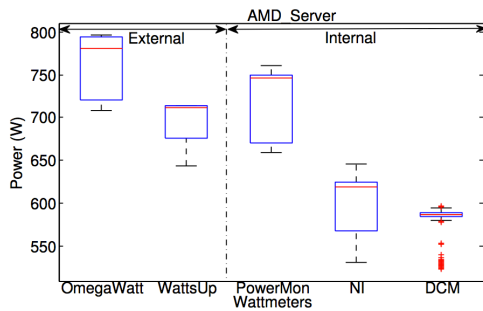 AMD Server
External
Internal
800
750
700
650
600
550
Power (W)
OmegaWatt
WattsUp
PowerMon
NI
DCM
Wattmeters